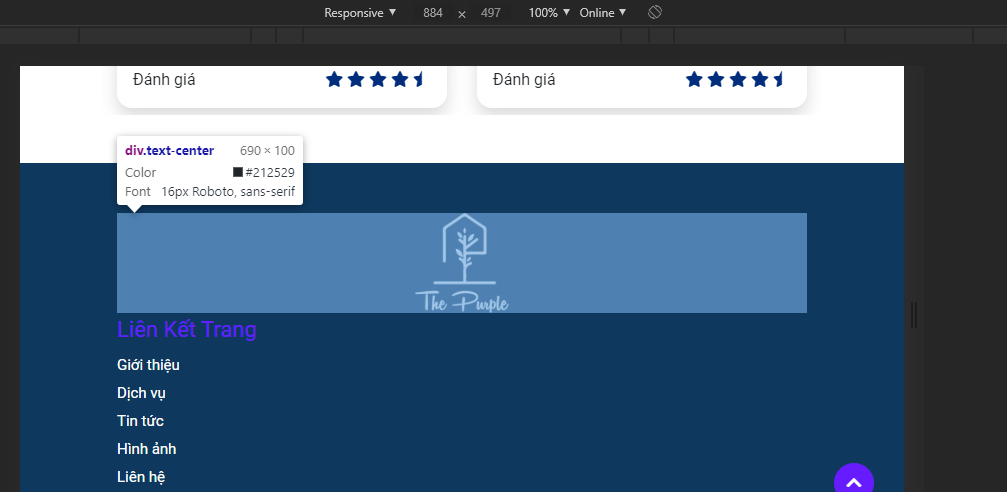 Responsive ▼ 884 × 497 100% ▼ Online ▼
Đánh giá
Đánh giá
div.text-center 690 × 100
Color #212529
Font 16px Roboto, sans-serif
The Purple
Liên Kết Trang
Giới thiệu
Dịch vụ
Tin tức
Hình ảnh
Liên hệ